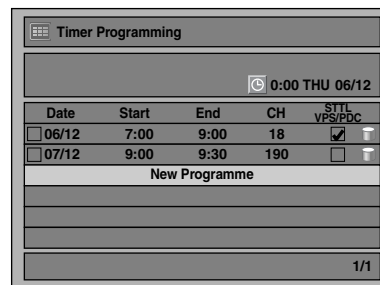 Timer Programming
0:00 THU 06/12
Date Start End CH STTL VPS/PDC
06/12 7:00 9:00 18
07/12 9:00 9:30 190
New Programme
1/1